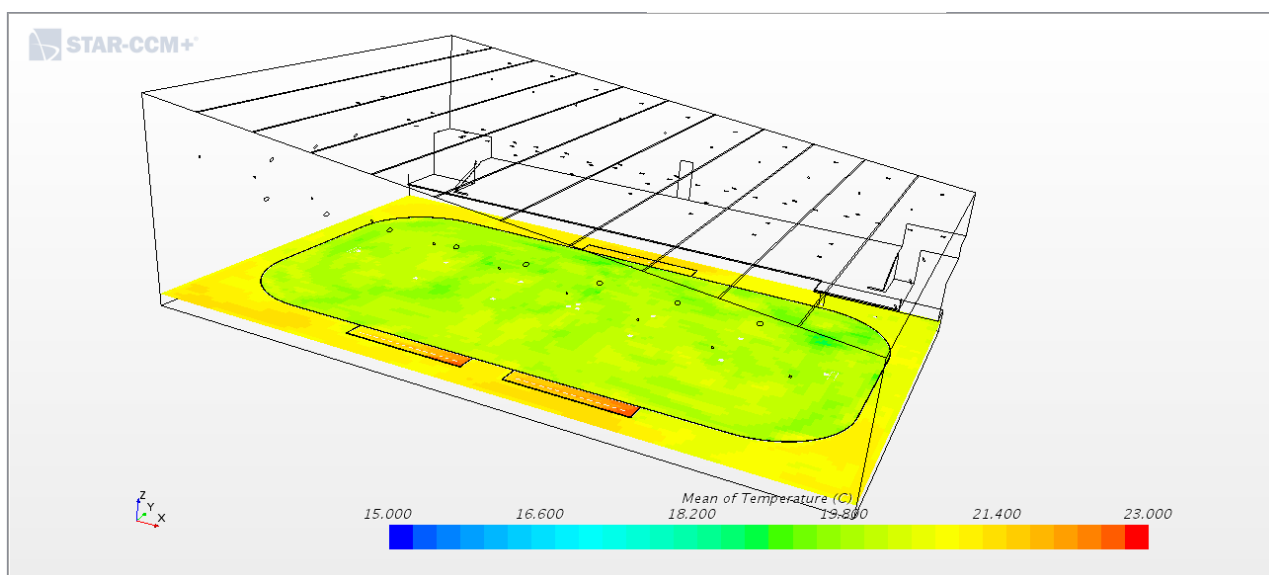 STAR-CCM+
Z
Y
X
Mean of Temperature (C)
15.000 16.600 18.200 19.800 21.400 23.000